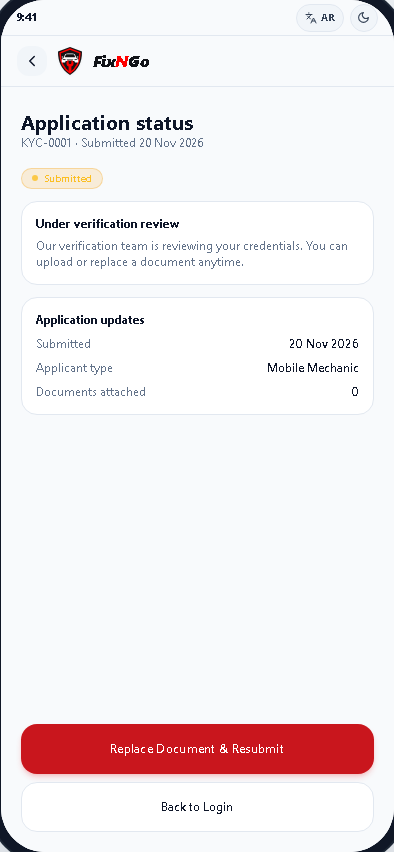 9:41
AR
FixNGo
Application status
KYC-0001 · Submitted 20 Nov 2026
Submitted
Under verification review
Our verification team is reviewing your credentials. You can
upload or replace a document anytime.
Application updates
Submitted 20 Nov 2026
Applicant type Mobile Mechanic
Documents attached 0
Replace Document & Resubmit
Back to Login